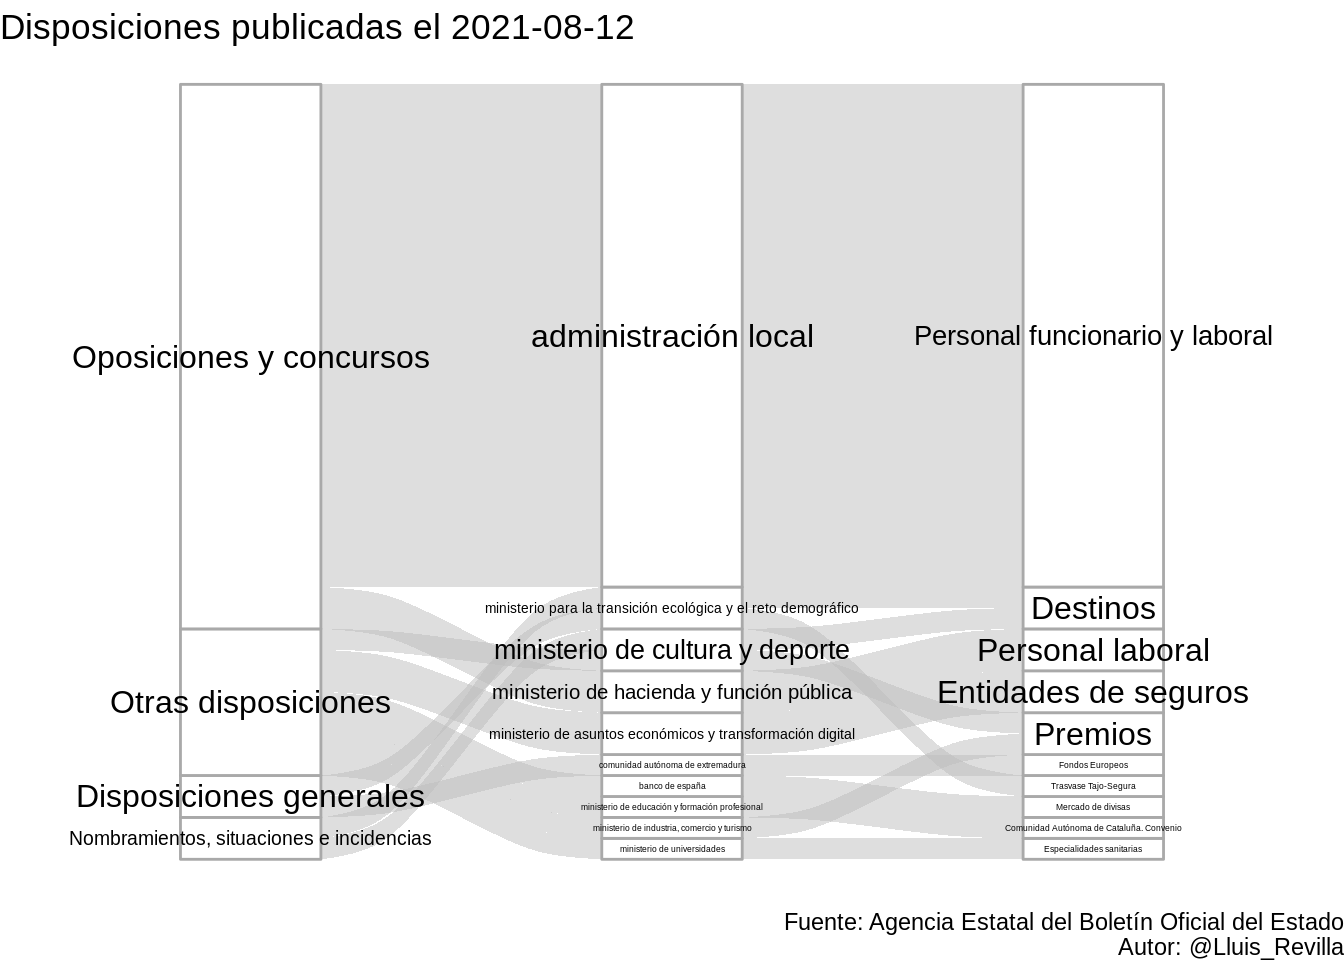 Disposiciones publicadas el 2021-08-12
Oposiciones y concursos
Otras disposiciones
Disposiciones generales
Nombramientos, situaciones e incidencias
administración local
ministerio para la transición ecológica y el reto demográfico
ministerio de cultura y deporte
ministerio de hacienda y función pública
ministerio de asuntos económicos y transformación digital
comunidad autónoma de extremadura
banco de españa
ministerio de educación y formación profesional
ministerio de industria, comercio y turismo
ministerio de universidades
Personal funcionario y laboral
Destinos
Personal laboral
Entidades de seguros
Premios
Fondos Europeos
Trasvase Tajo-Segura
Mercado de divisas
Comunidad Autónoma de Cataluña. Convenio
Especialidades sanitarias
Fuente: Agencia Estatal del Boletín Oficial del Estado
Autor: @Lluis_Revilla